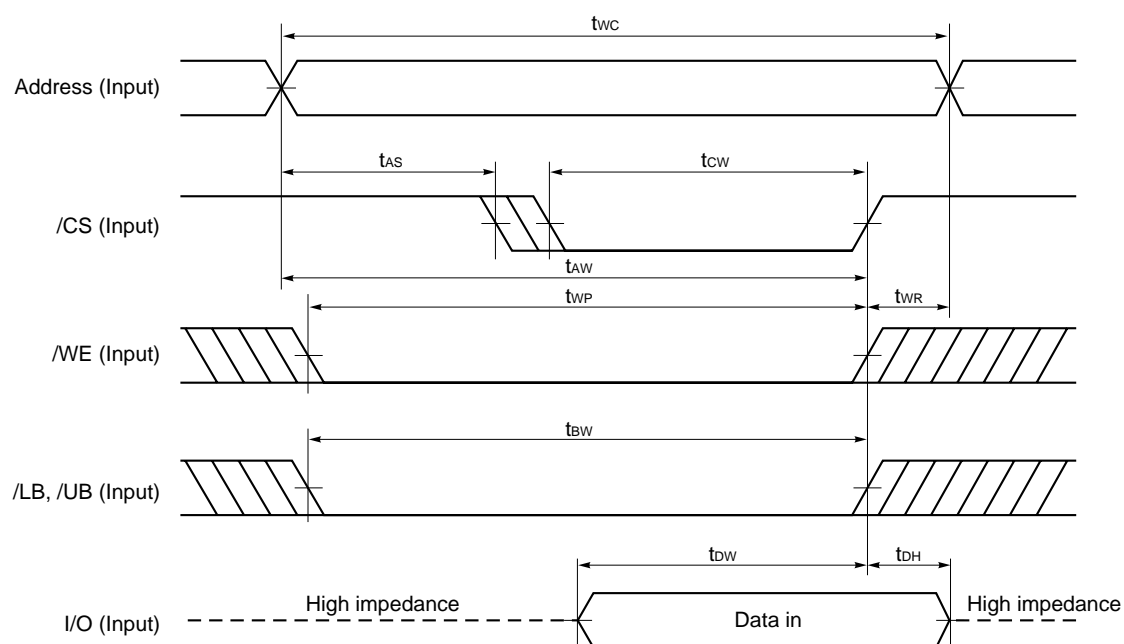 tWC
Address (Input)
tAS
tCW
/CS (Input)
tAW
tWP
tWR
/WE (Input)
tBW
/LB, /UB (Input)
tDW
tDH
High impedance
Data in
High impedance
I/O (Input)